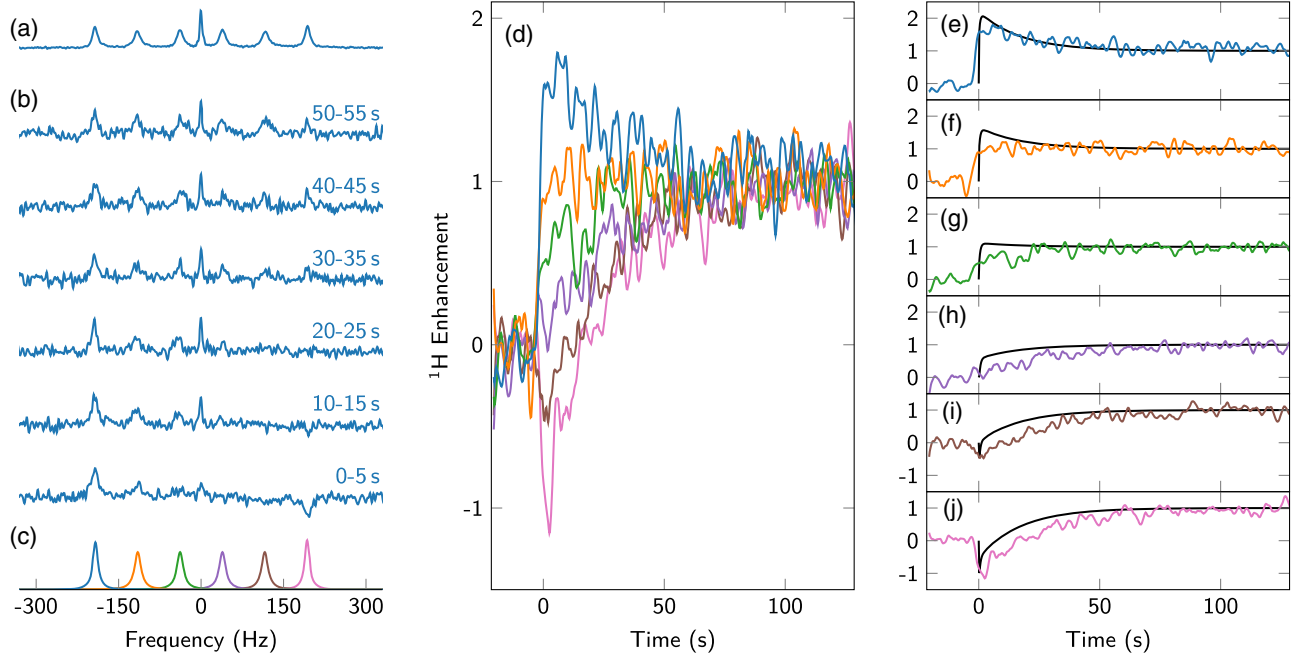 (a)
(b)
50-55 s
40-45 s
30-35 s
20-25 s
10-15 s
0-5 s
(c)
-300 -150 0 150 300
Frequency (Hz)
(d)
2
1
0
-1
¹H Enhancement
0 50 100
Time (s)
(e)
2
1
0
(f)
2
1
0
(g)
2
1
0
(h)
2
1
0
(i)
1
0
-1
(j)
1
0
-1
0 50 100
Time (s)